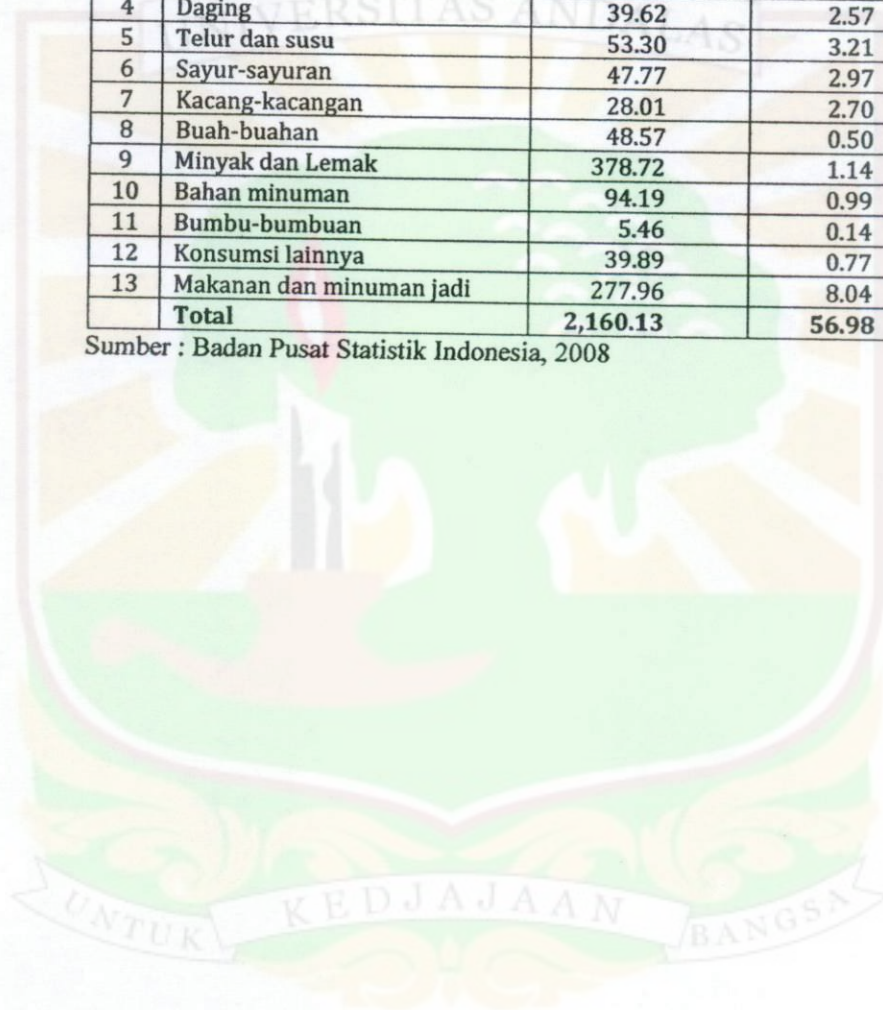 UNIVERSITAS ANDALAS
4 Daging 39.62 2.57
5 Telur dan susu 53.30 3.21
6 Sayur-sayuran 47.77 2.97
7 Kacang-kacangan 28.01 2.70
8 Buah-buahan 48.57 0.50
9 Minyak dan Lemak 378.72 1.14
10 Bahan minuman 94.19 0.99
11 Bumbu-bumbuan 5.46 0.14
12 Konsumsi lainnya 39.89 0.77
13 Makanan dan minuman jadi 277.96 8.04
Total 2,160.13 56.98
Sumber : Badan Pusat Statistik Indonesia, 2008
UNTUK KEDJAJAAN BANGSA